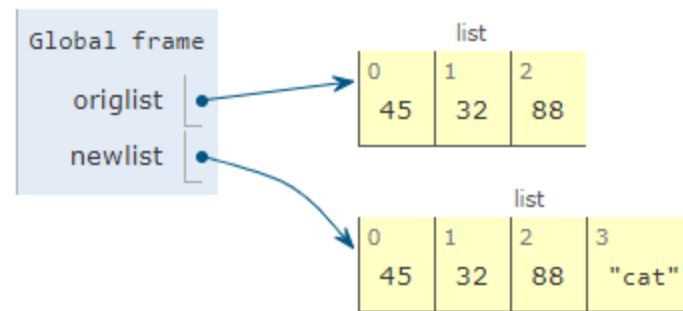 Global frame
origlist
newlist
list
0 1 2
45 32 88
list
0 1 2 3
45 32 88 "cat"